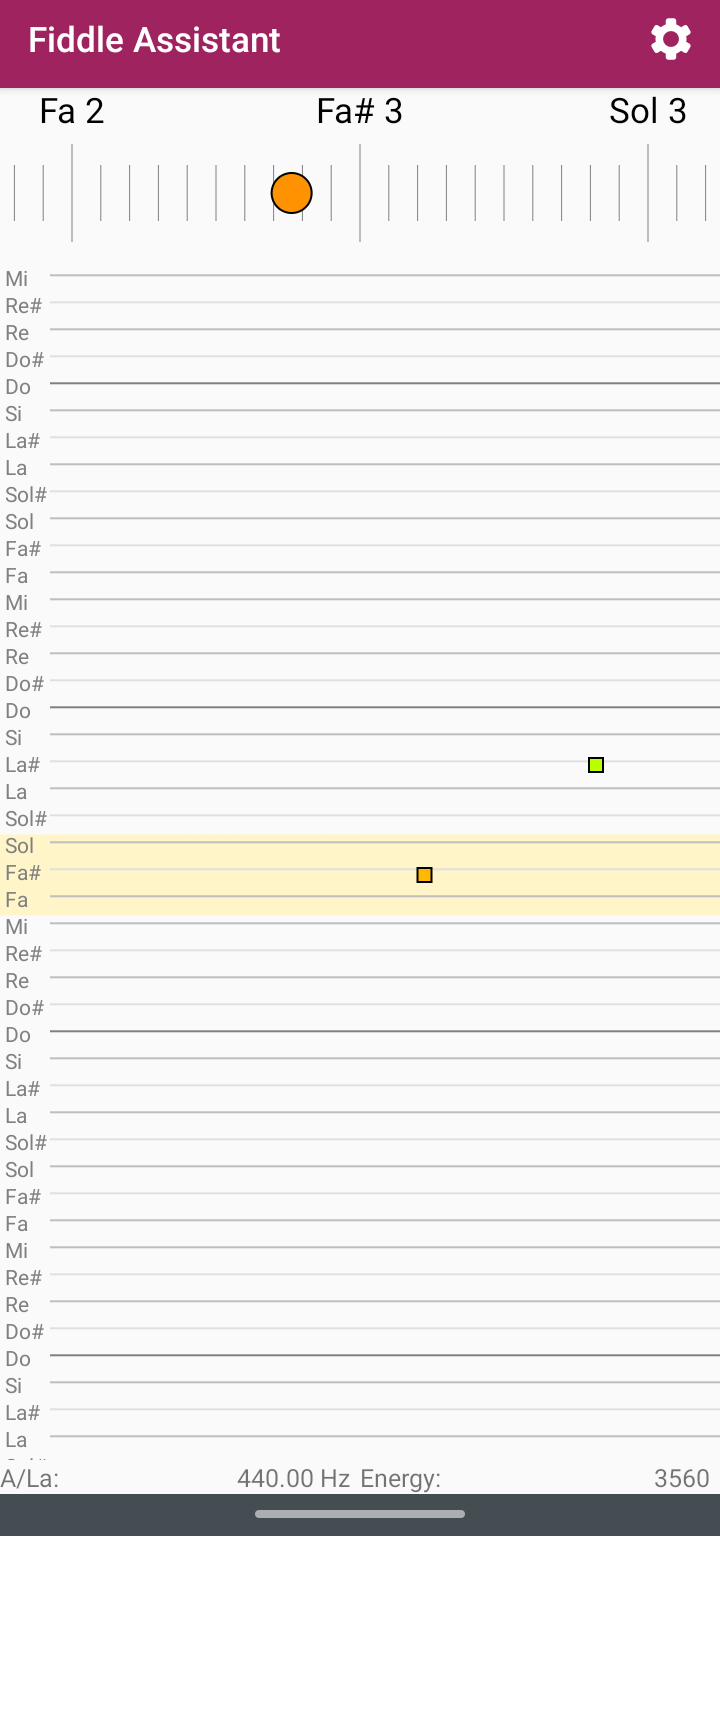 Fiddle Assistant
Fa 2 Fa# 3 Sol 3
Mi
Re#
Re
Do#
Do
Si
La#
La
Sol#
Sol
Fa#
Fa
Mi
Re#
Re
Do#
Do
Si
La#
La
Sol#
Sol
Fa#
Fa
Mi
Re#
Re
Do#
Do
Si
La#
La
Sol#
Sol
Fa#
Fa
Mi
Re#
Re
Do#
Do
Si
La#
La
A/La: 440.00 Hz Energy: 3560